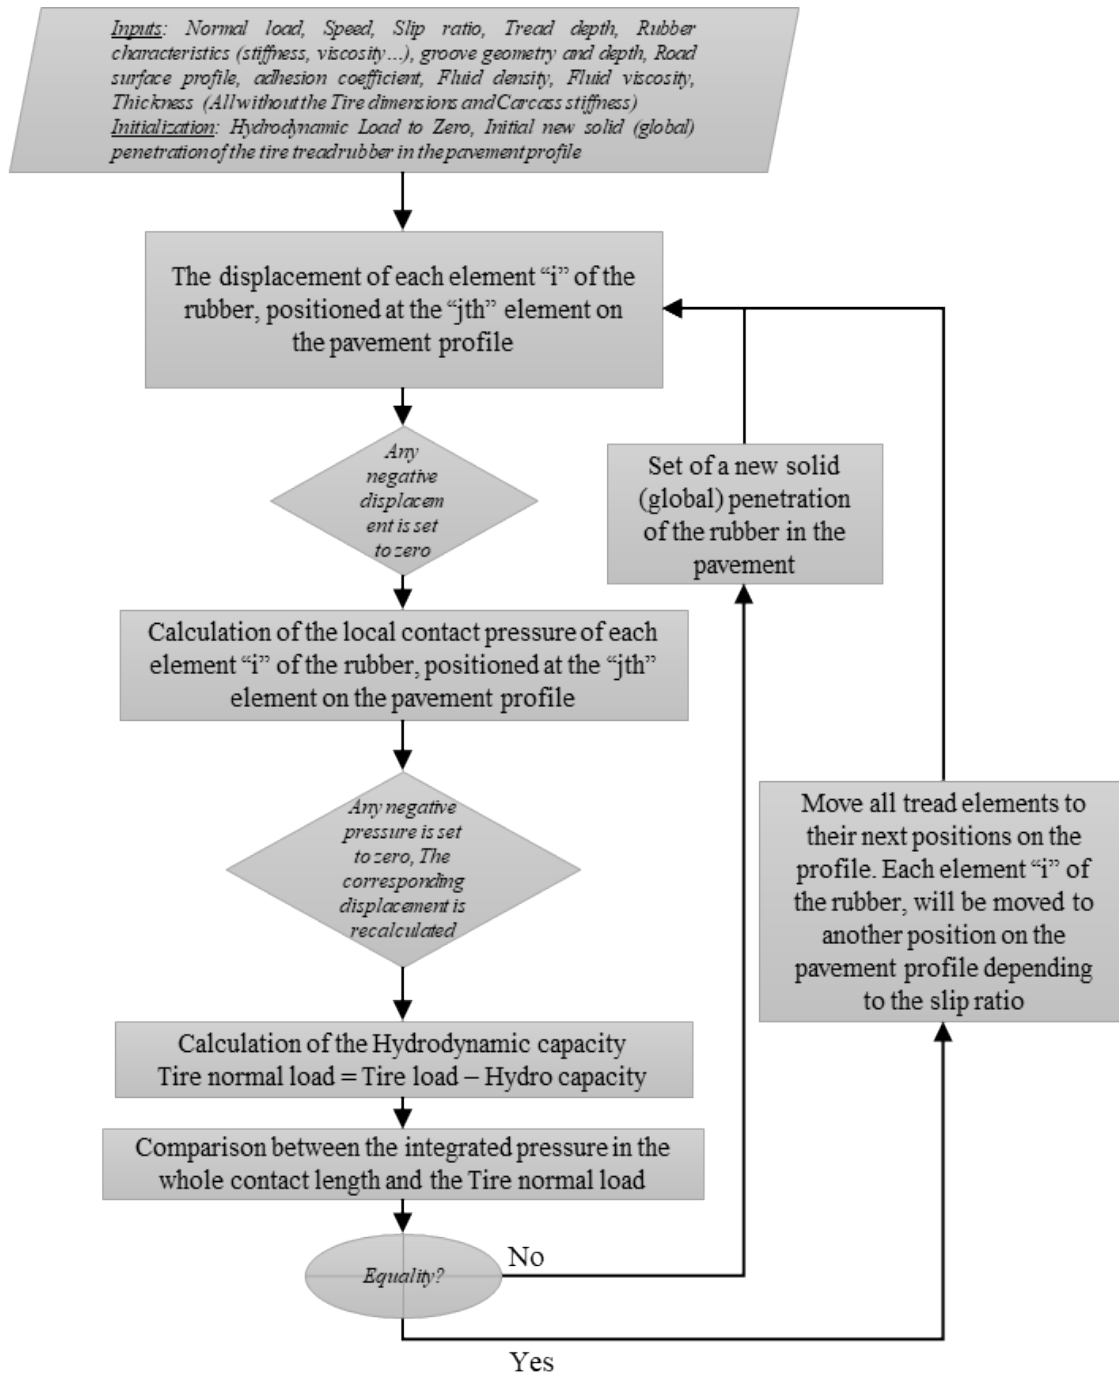 Inputs: Normal load, Speed, Slip ratio, Tread depth, Rubber
characteristics (stiffness, viscosity...), groove geometry and depth, Road
surface profile, adhesion coefficient, Fluid density, Fluid viscosity,
Thickness (All without the Tire dimensions and Carcass stiffness)
Initialization: Hydrodynamic Load to Zero, Initial new solid (global)
penetration of the tire tread rubber in the pavement profile
The displacement of each element “i” of the
rubber, positioned at the “jth” element on
the pavement profile
Any
negative
displacem
ent is set
to zero
Set of a new solid
(global) penetration
of the rubber in the
pavement
Calculation of the local contact pressure of each
element “i” of the rubber, positioned at the “jth”
element on the pavement profile
Any negative
pressure is set
to zero, The
corresponding
displacement is
recalculated
Move all tread elements to
their next positions on the
profile. Each element “i” of
the rubber, will be moved to
another position on the
pavement profile depending
to the slip ratio
Calculation of the Hydrodynamic capacity
Tire normal load = Tire load – Hydro capacity
Comparison between the integrated pressure in the
whole contact length and the Tire normal load
Equality?
No
Yes